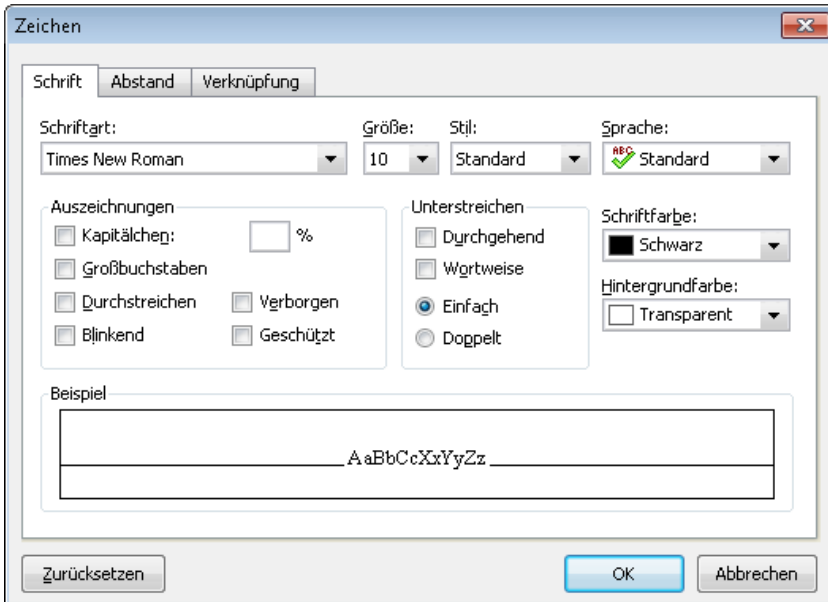 Zeichen
Schrift Abstand Verknüpfung
Schriftart: Größe: Stil: Sprache:
Times New Roman 10 Standard ABC Standard
Auszeichnungen Unterstreichen
Kapitälchen: % Durchgehend Schriftfarbe:
Großbuchstaben Wortweise Schwarz
Durchstreichen Verborgen Einfach Hintergrundfarbe:
Blinkend Geschützt Doppelt Transparent
Beispiel
AaBbCcXxYyZz
Zurücksetzen OK Abbrechen